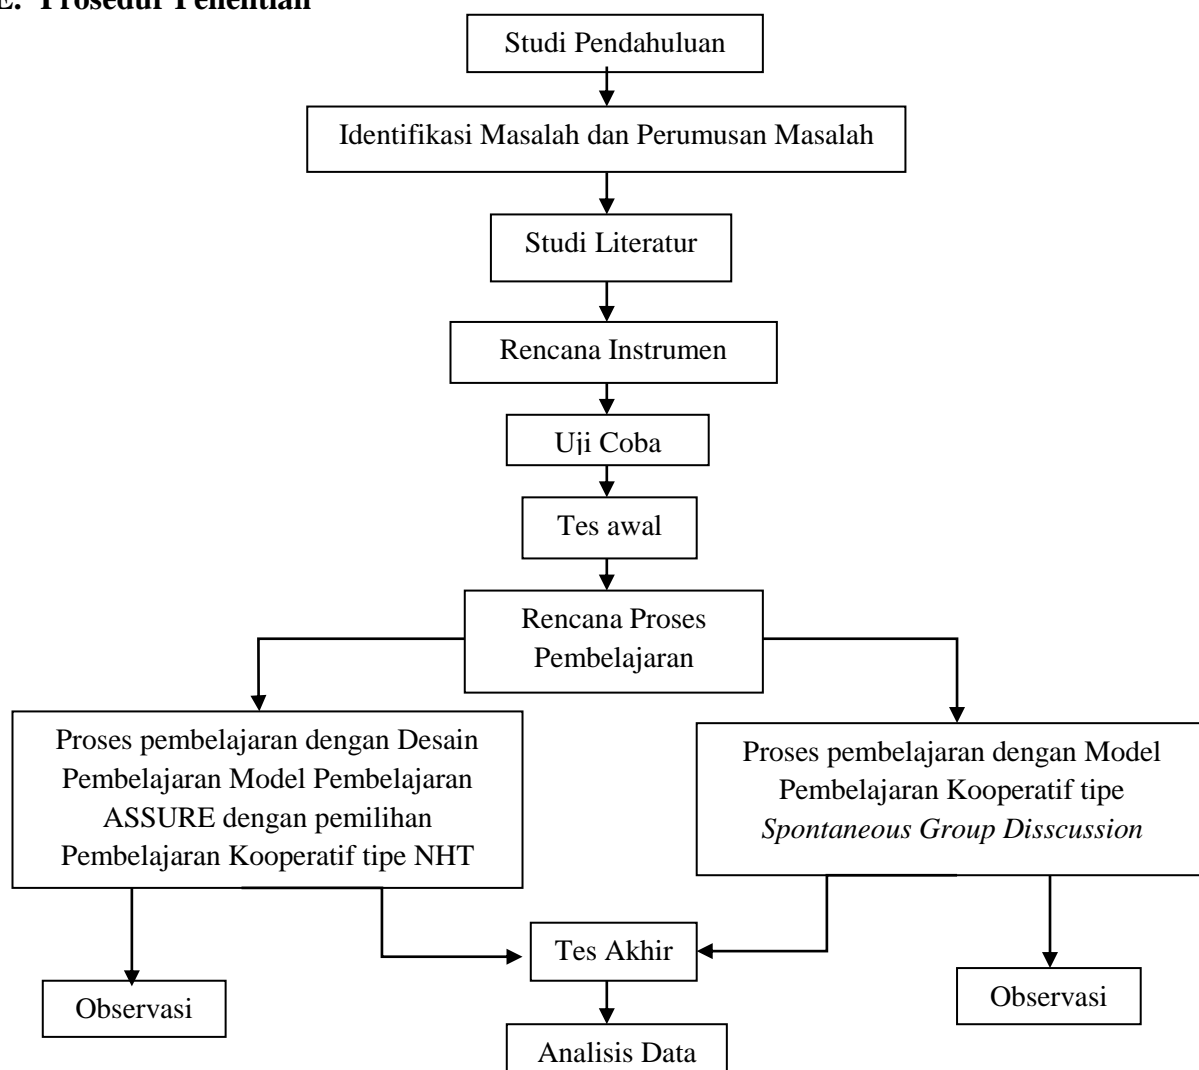 E. Prosedur Penelitian
Studi Pendahuluan
Identifikasi Masalah dan Perumusan Masalah
Studi Literatur
Rencana Instrumen
Uji Coba
Tes awal
Rencana Proses
Pembelajaran
Proses pembelajaran dengan Desain
Pembelajaran Model Pembelajaran
ASSURE dengan pemilihan
Pembelajaran Kooperatif tipe NHT
Proses pembelajaran dengan Model
Pembelajaran Kooperatif tipe
Spontaneous Group Disscussion
Tes Akhir
Observasi
Observasi
Analisis Data